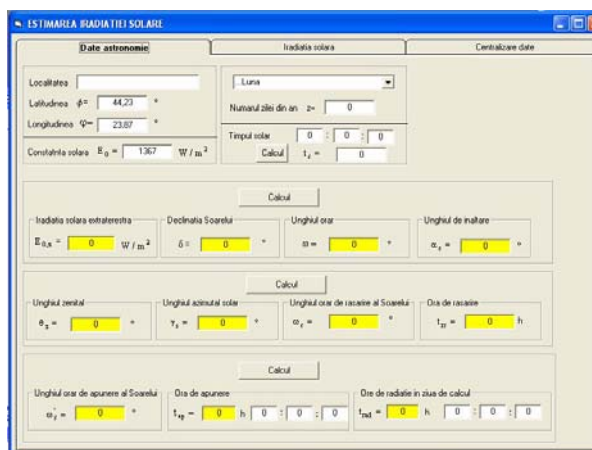 ESTIMAREA IRADIATIEI SOLARE
Date astronomie
Iradiatia solara
Centralizare date
Localitatea
Latitudinea ϕ= 44,23 °
Longitudinea φ= 23,87 °
Constatnta solara E₀ = 1367 W / m²
..Luna
Numarul zilei din an z= 0
Timpul solar 0 : 0 : 0
Calcul t = 0
Calcul
Iradiatia solara extraterestra
E = 0 W / m²
Declinatia Soarelui
δ = 0 °
Unghiul orar
ω = 0 °
Unghiul de inaltare
α = 0 °
Calcul
Unghiul zenital
θ = 0 °
Unghiul azimutal solar
γ = 0 °
Unghiul orar de rasarire al Soarelui
ω = 0 °
Ora de rasarire
t = 0 h
Calcul
Unghiul orar de apunere al Soarelui
ω = 0 °
Ora de apunere
t = 0 h 0 : 0 : 0
Ore de radiatie in ziua de calcul
t = 0 h 0 : 0 : 0